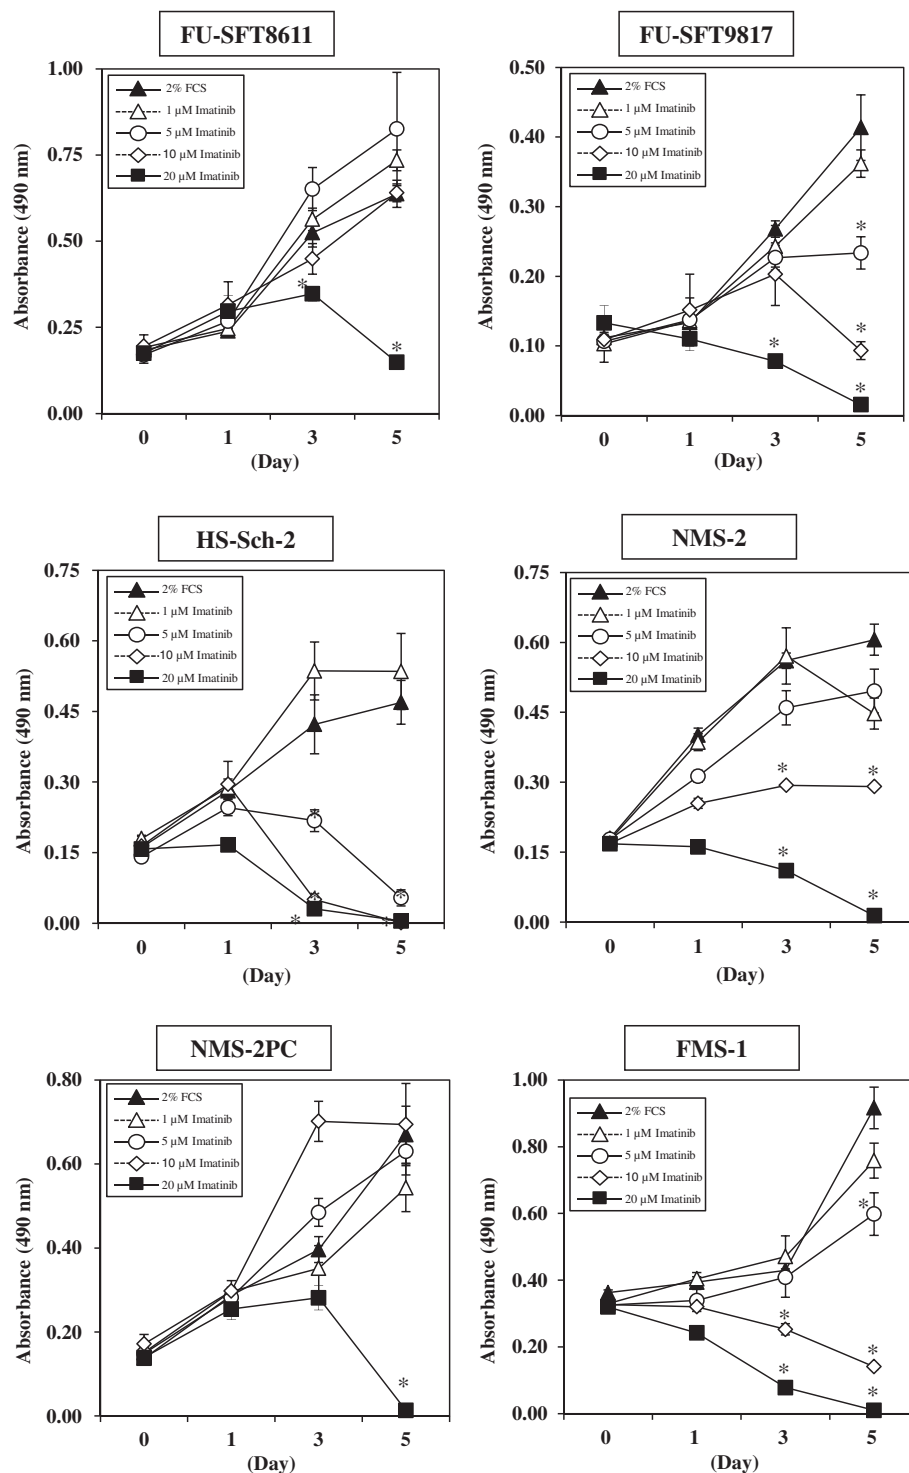 FU-SFT8611
Absorbance (490 nm)
1.00
0.75
0.50
0.25
0.00
2% FCS
1 µM Imatinib
5 µM Imatinib
10 µM Imatinib
20 µM Imatinib
*
*
0 1 3 5
(Day)
FU-SFT9817
Absorbance (490 nm)
0.50
0.40
0.30
0.20
0.10
0.00
2% FCS
1 µM Imatinib
5 µM Imatinib
10 µM Imatinib
20 µM Imatinib
*
*
*
*
0 1 3 5
(Day)
HS-Sch-2
Absorbance (490 nm)
0.75
0.60
0.45
0.30
0.15
0.00
2% FCS
1 µM Imatinib
5 µM Imatinib
10 µM Imatinib
20 µM Imatinib
*
*
*
*
*
0 1 3 5
(Day)
NMS-2
Absorbance (490 nm)
0.75
0.60
0.45
0.30
0.15
0.00
2% FCS
1 µM Imatinib
5 µM Imatinib
10 µM Imatinib
20 µM Imatinib
* *
*
*
0 1 3 5
(Day)
NMS-2PC
Absorbance (490 nm)
0.80
0.60
0.40
0.20
0.00
2% FCS
1 µM Imatinib
5 µM Imatinib
10 µM Imatinib
20 µM Imatinib
*
0 1 3 5
(Day)
FMS-1
Absorbance (490 nm)
1.00
0.80
0.60
0.40
0.20
0.00
2% FCS
1 µM Imatinib
5 µM Imatinib
10 µM Imatinib
20 µM Imatinib
*
*
*
*
*
0 1 3 5
(Day)